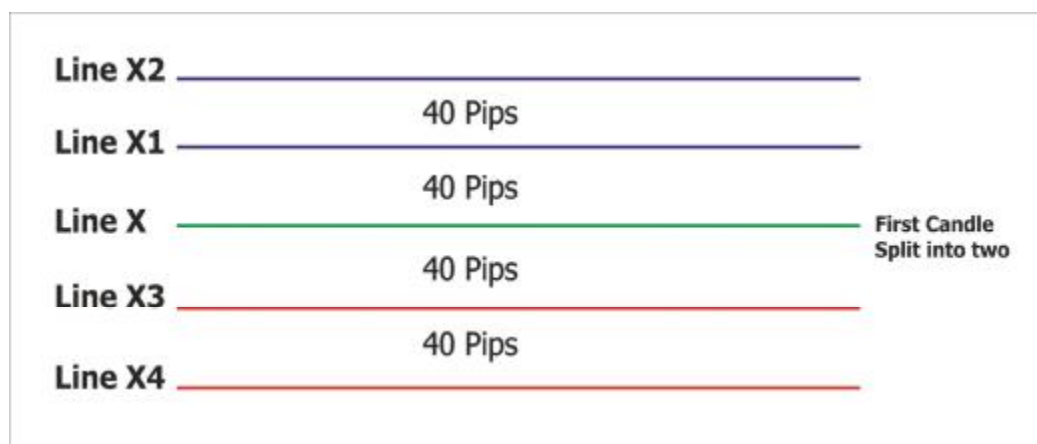 Line X2
40 Pips
Line X1
40 Pips
Line X
First Candle
Split into two
40 Pips
Line X3
40 Pips
Line X4